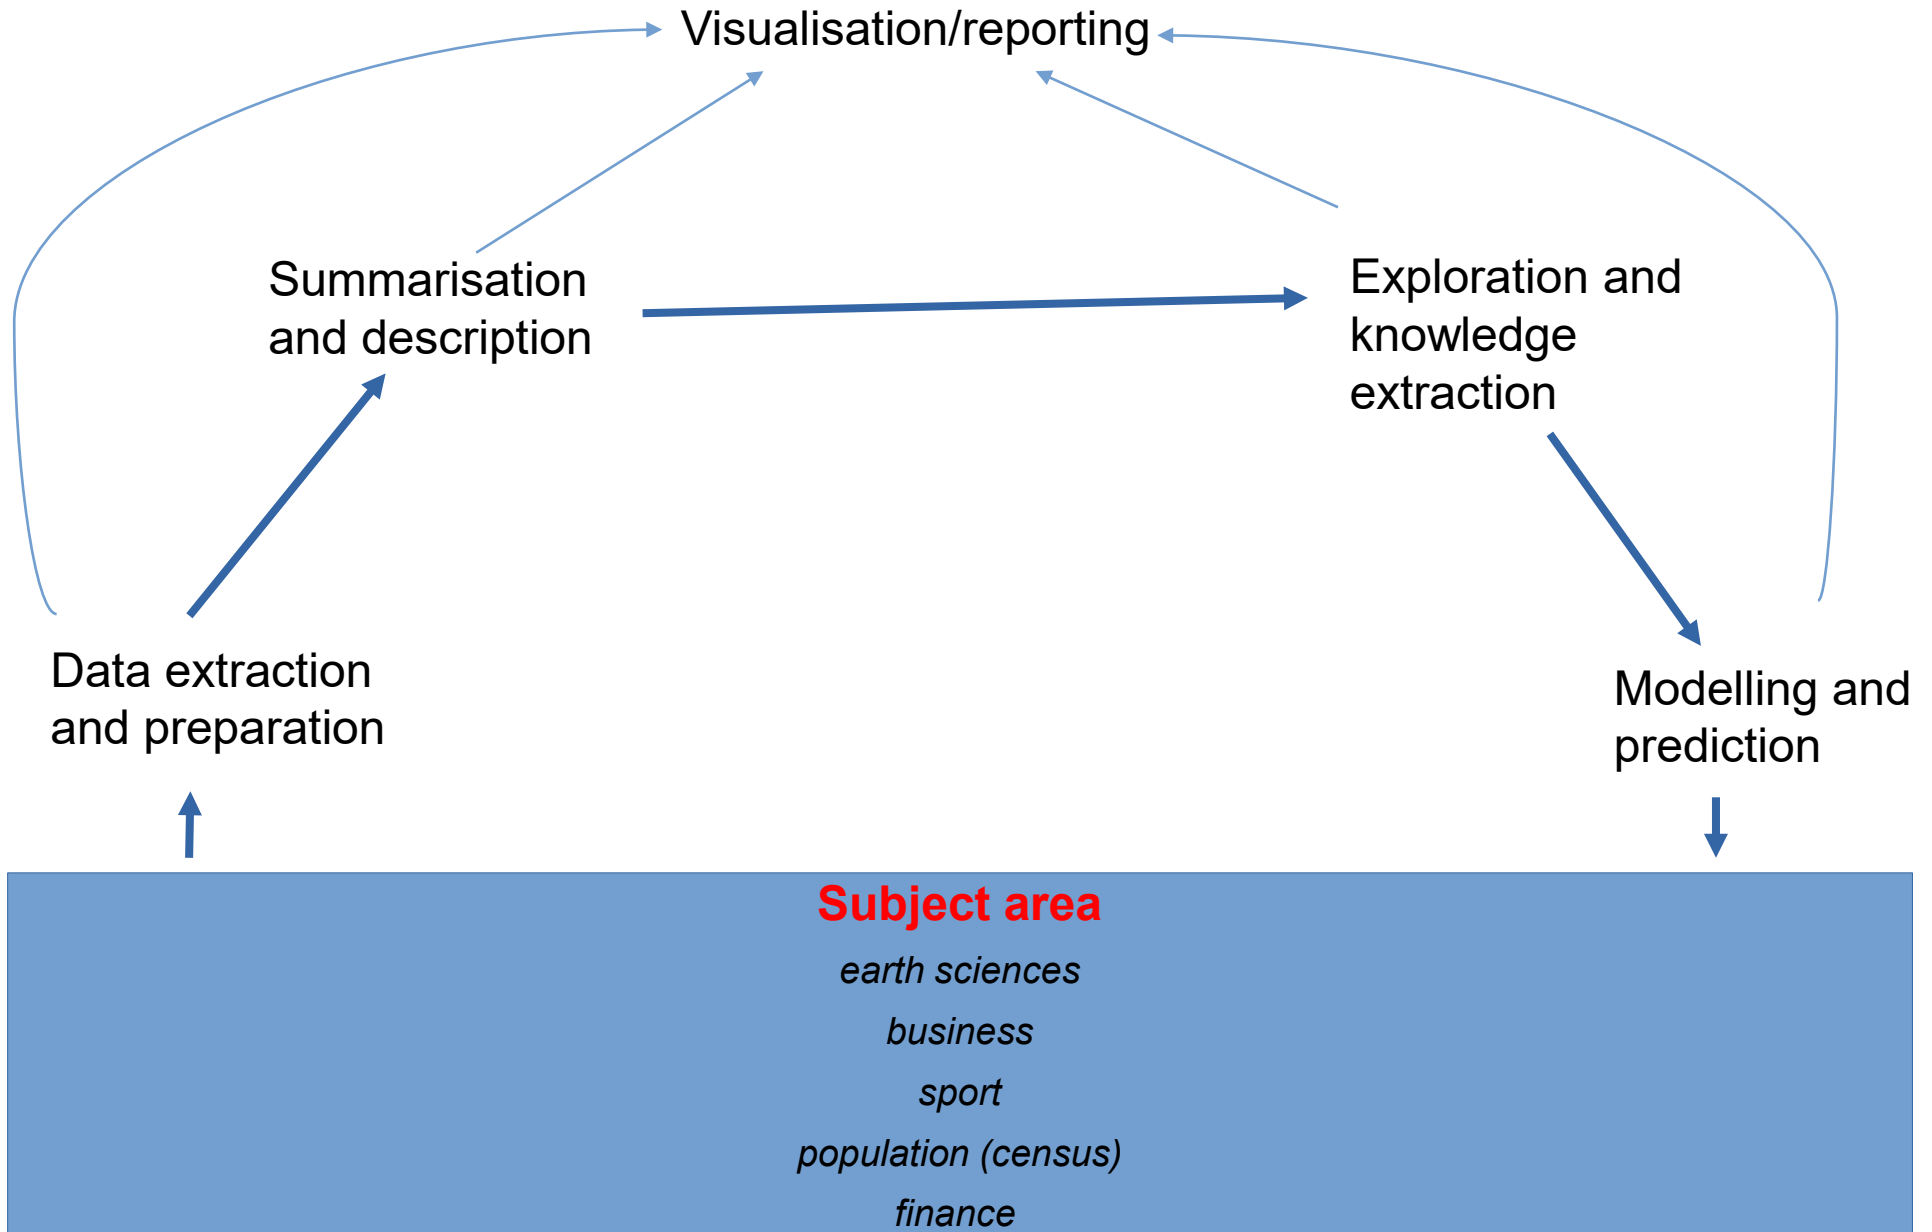 Visualisation/reporting
Summarisation
and description
Exploration and
knowledge
extraction
Data extraction
and preparation
Modelling and
prediction
Subject area
earth sciences
business
sport
population (census)
finance